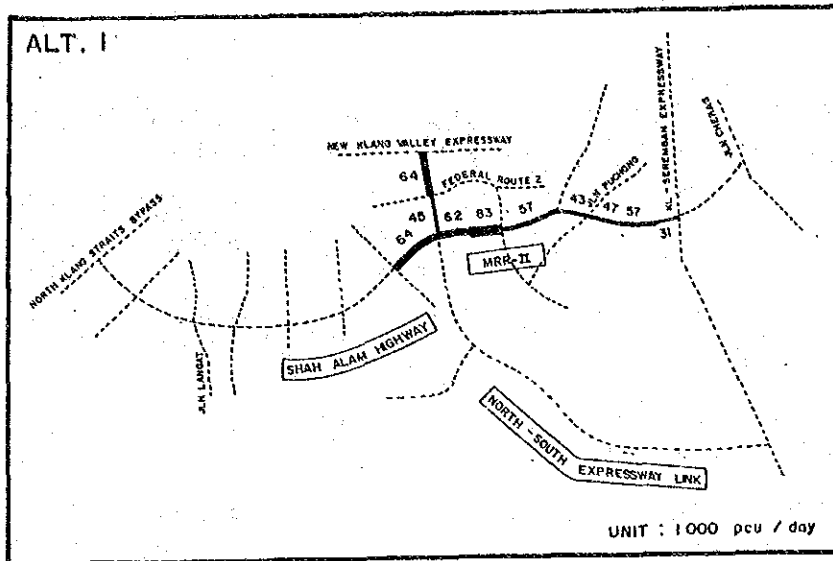 ALT. 1
NEW KLANG VALLEY EXPRESSWAY
64
FEDERAL ROUTE 2
45
62
83
57
43
47
57
31
64
PUCHONG
KL - SEREMBAN EXPRESSWAY
JLN CHERAS
NORTH KLANG STRAITS BYPASS
MRR-II
JLN LANGAT
SHAH ALAM HIGHWAY
NORTH - SOUTH
EXPRESSWAY LINK
UNIT : 1000 pcu / day